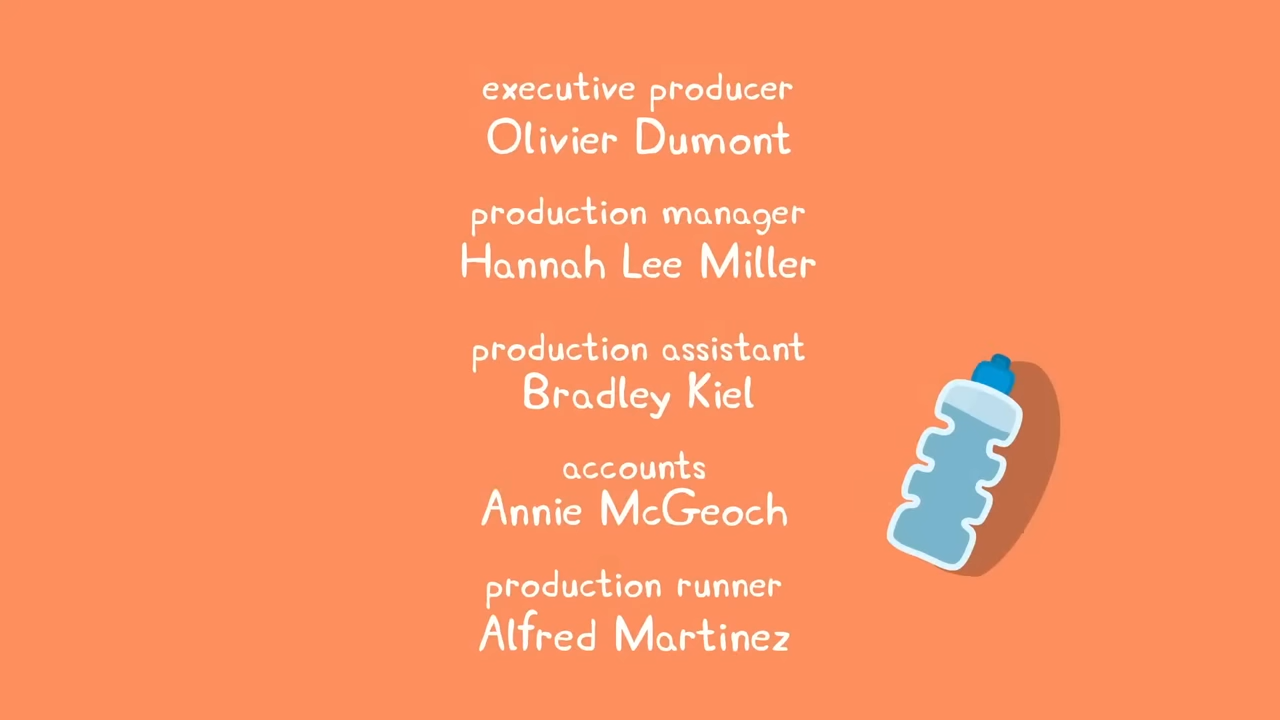 executive producer
Olivier Dumont
production manager
Hannah Lee Miller
production assistant
Bradley Kiel
accounts
Annie McGeoch
production runner
Alfred Martinez